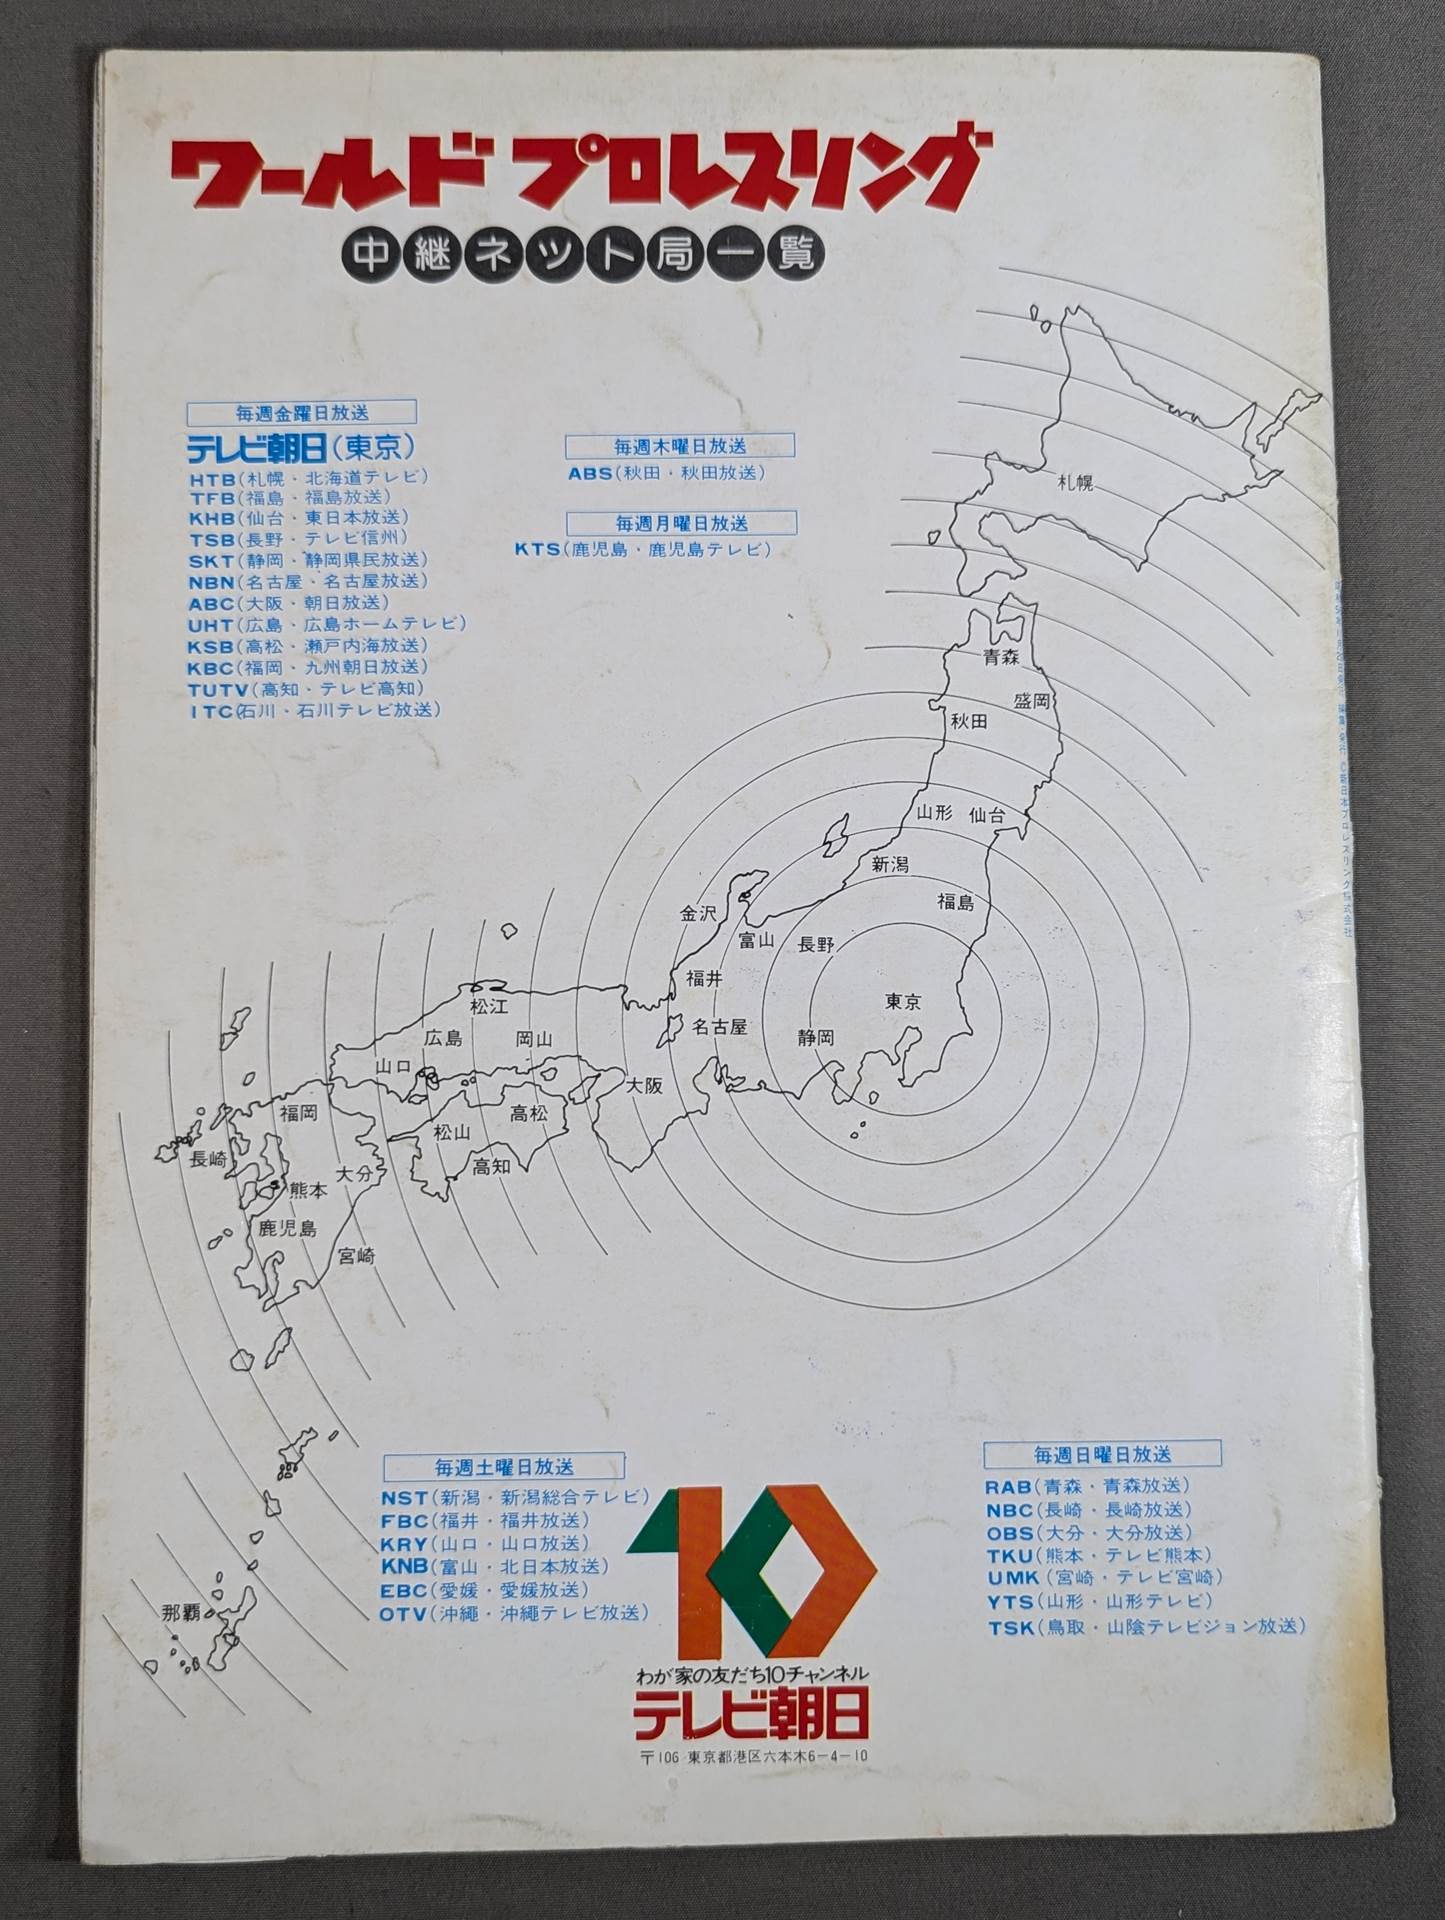 ワールドプロレスリング
中継ネット局一覧
毎週金曜日放送
テレビ朝日(東京)
HTB(札幌・北海道テレビ)
TFB(福島・福島放送)
KHB(仙台・東日本放送)
TSB(長野・テレビ信州)
SKT(静岡・静岡県民放送)
NBN(名古屋・名古屋放送)
ABC(大阪・朝日放送)
UHT(広島・広島ホームテレビ)
KSB(高松・瀬戸内海放送)
KBC(福岡・九州朝日放送)
TUTV(高知・テレビ高知)
ITC(石川・石川テレビ放送)
毎週木曜日放送
ABS(秋田・秋田放送)
毎週月曜日放送
KTS(鹿児島・鹿児島テレビ)
札幌
青森
盛岡
秋田
山形 仙台
新潟
福島
金沢
富山 長野
福井
東京
松江
名古屋
静岡
広島
岡山
山口
大阪
福岡
高松
松山
長崎
高知
大分
熊本
鹿児島
宮崎
那覇
毎週土曜日放送
NST(新潟・新潟総合テレビ)
FBC(福井・福井放送)
KRY(山口・山口放送)
KNB(富山・北日本放送)
EBC(愛媛・愛媛放送)
OTV(沖縄・沖縄テレビ放送)
毎週日曜日放送
RAB(青森・青森放送)
NBC(長崎・長崎放送)
OBS(大分・大分放送)
TKU(熊本・テレビ熊本)
UMK(宮崎・テレビ宮崎)
YTS(山形・山形テレビ)
TSK(鳥取・山陰テレビジョン放送)
10
わが家の友だち10チャンネル
テレビ朝日
〒106 東京都港区六本木6-4-10
編集・発行 ©新日本プロレスリング株式会社